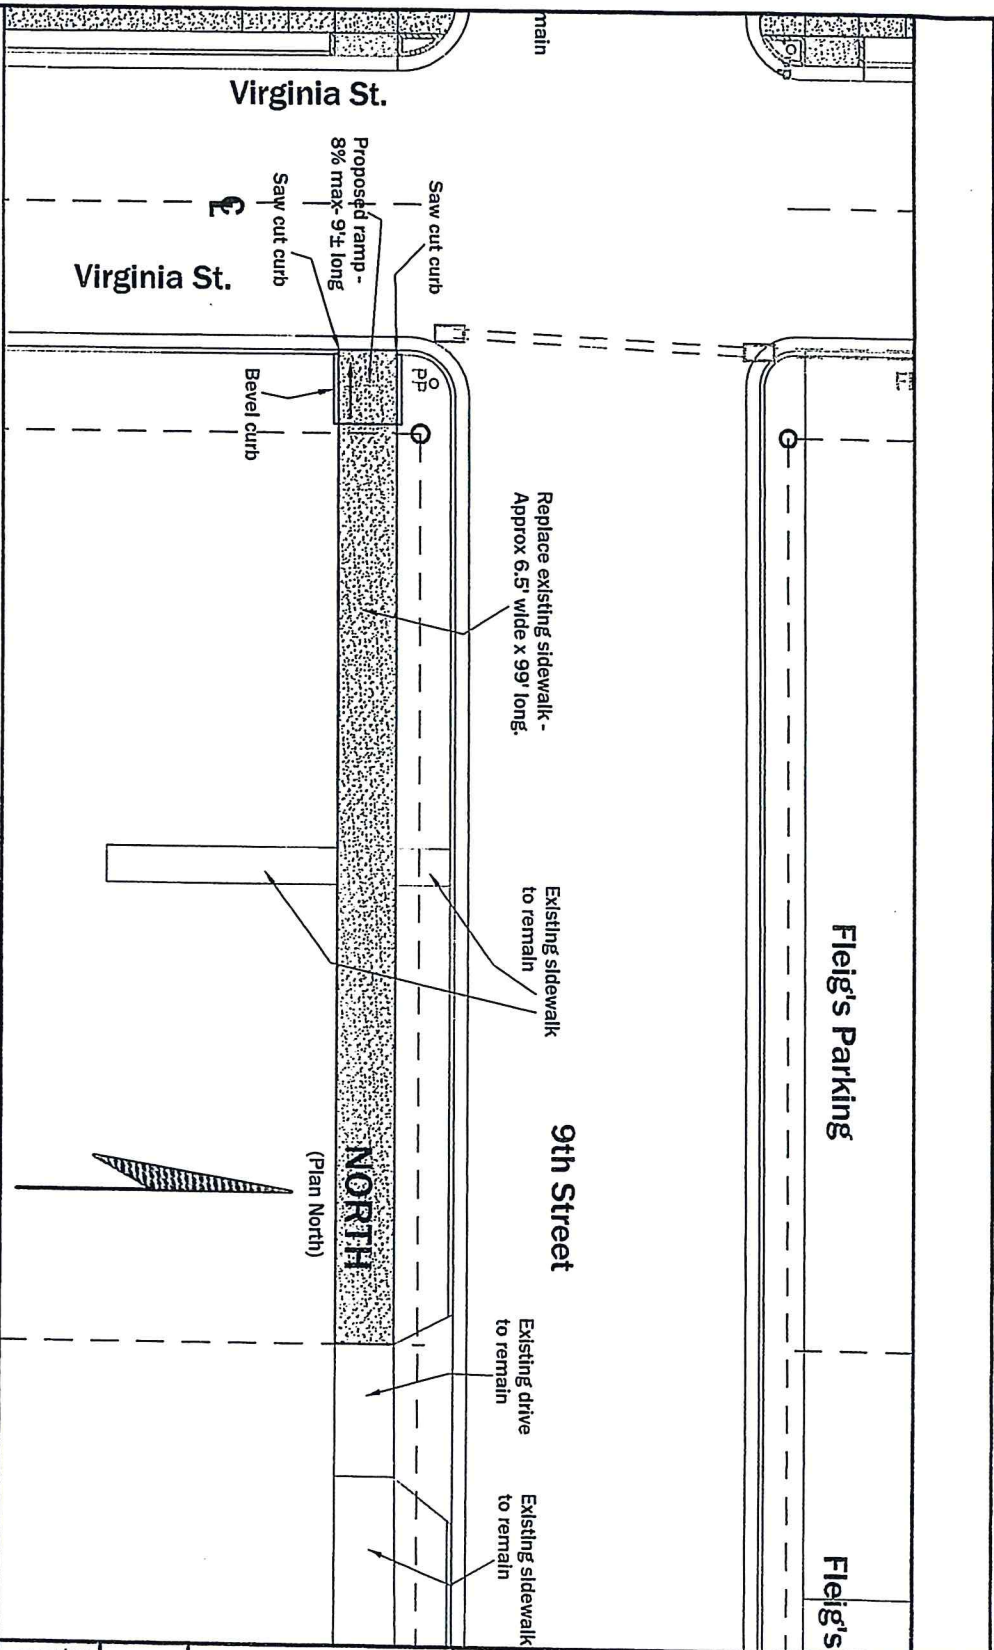 main
Virginia St.
Proposed ramp -
8% max- 9'± long
Saw cut curb
Saw cut curb
℄
Virginia St.
PP
Bevel curb
Replace existing sidewalk -
Approx 6.5' wide x 99' long.
Existing sidewalk
to remain
Fleig's Parking
9th Street
NORTH
(Plan North)
Existing drive
to remain
Existing sidewalk
to remain
Fleig's